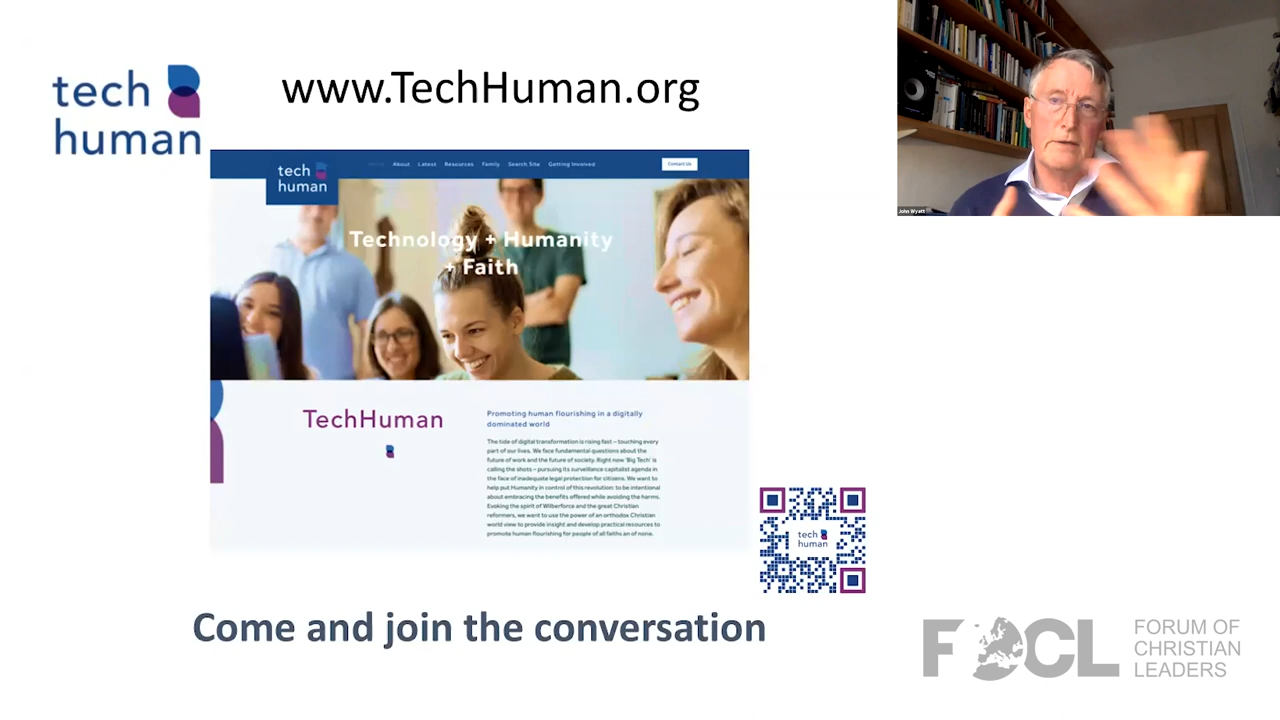 tech
human
www.TechHuman.org
tech
human
About Latest Resources Family Search Site Getting Involved
Contact Us
Technology + Humanity
+ Faith
TechHuman
Promoting human flourishing in a digitally
dominated world
The tide of digital transformation is rising fast – touching every
part of our lives. We face fundamental questions about the
future of work and the future of society. Right now 'Big Tech' is
calling the shots – pursuing its surveillance capitalist agenda in
the face of inadequate legal protection for citizens. We want to
help put Humanity in control of this revolution: to be intentional
about embracing the benefits offered while avoiding the harms.
Evoking the spirit of Wilberforce and the great Christian
reformers, we want to use the power of an orthodox Christian
world view to provide insight and develop practical resources to
promote human flourishing for people of all faiths an of none.
tech
human
Come and join the conversation
John Wyatt
FOCL
FORUM OF
CHRISTIAN
LEADERS